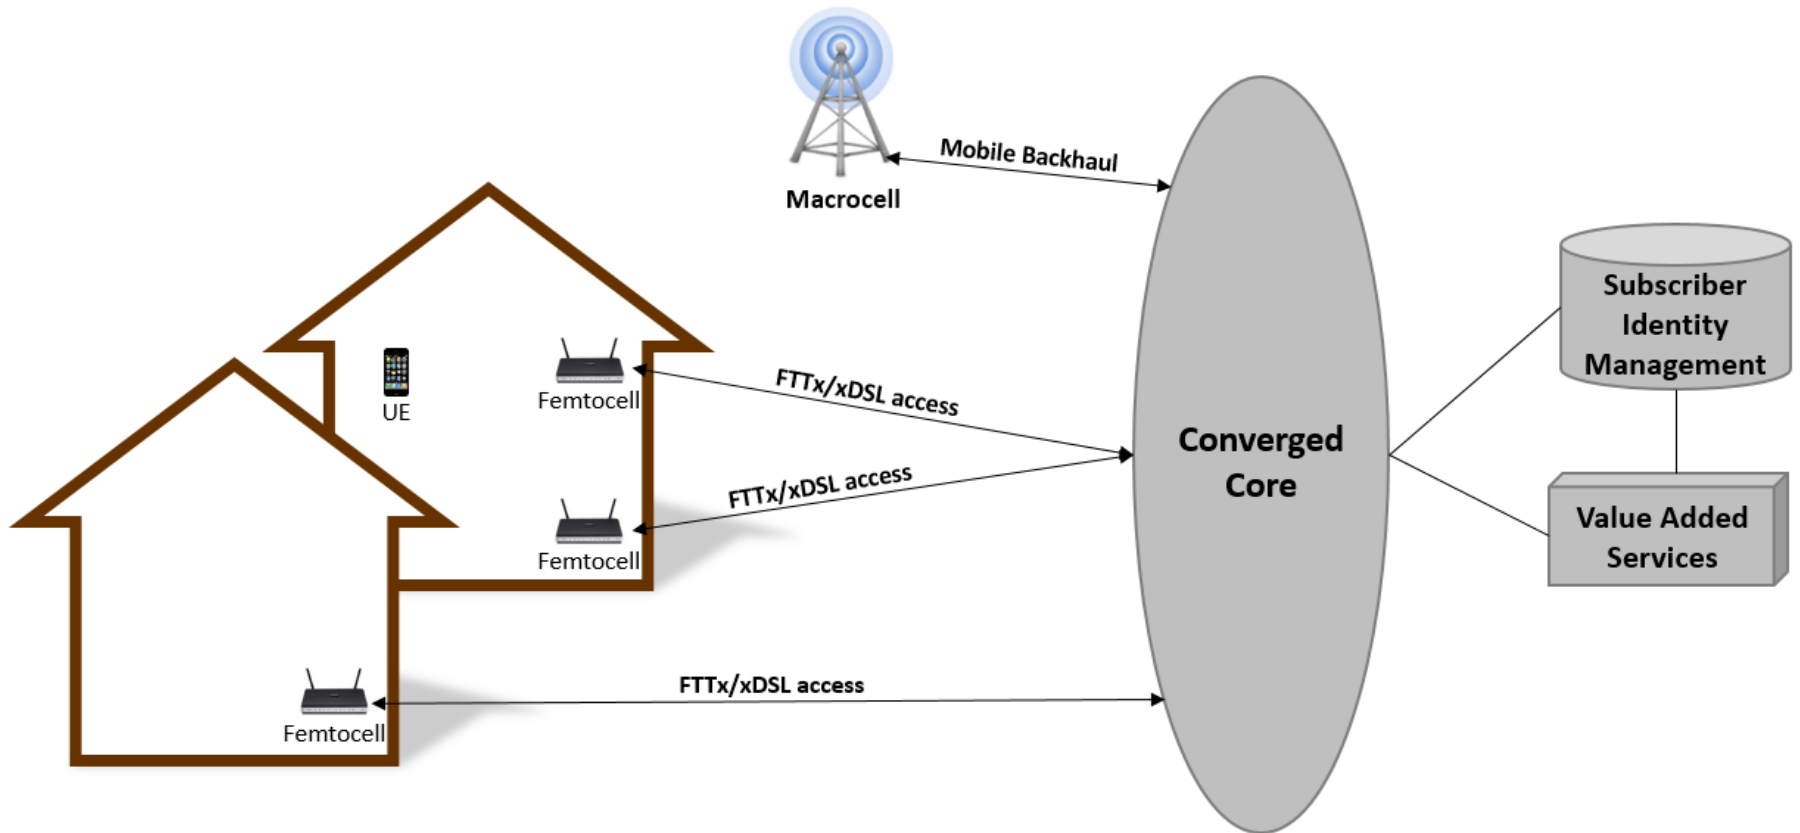 Mobile Backhaul
Macrocell
Subscriber
Identity
Management
UE
Femtocell
FTTx/xDSL access
Converged
Core
FTTx/xDSL access
Femtocell
Value Added
Services
FTTx/xDSL access
Femtocell